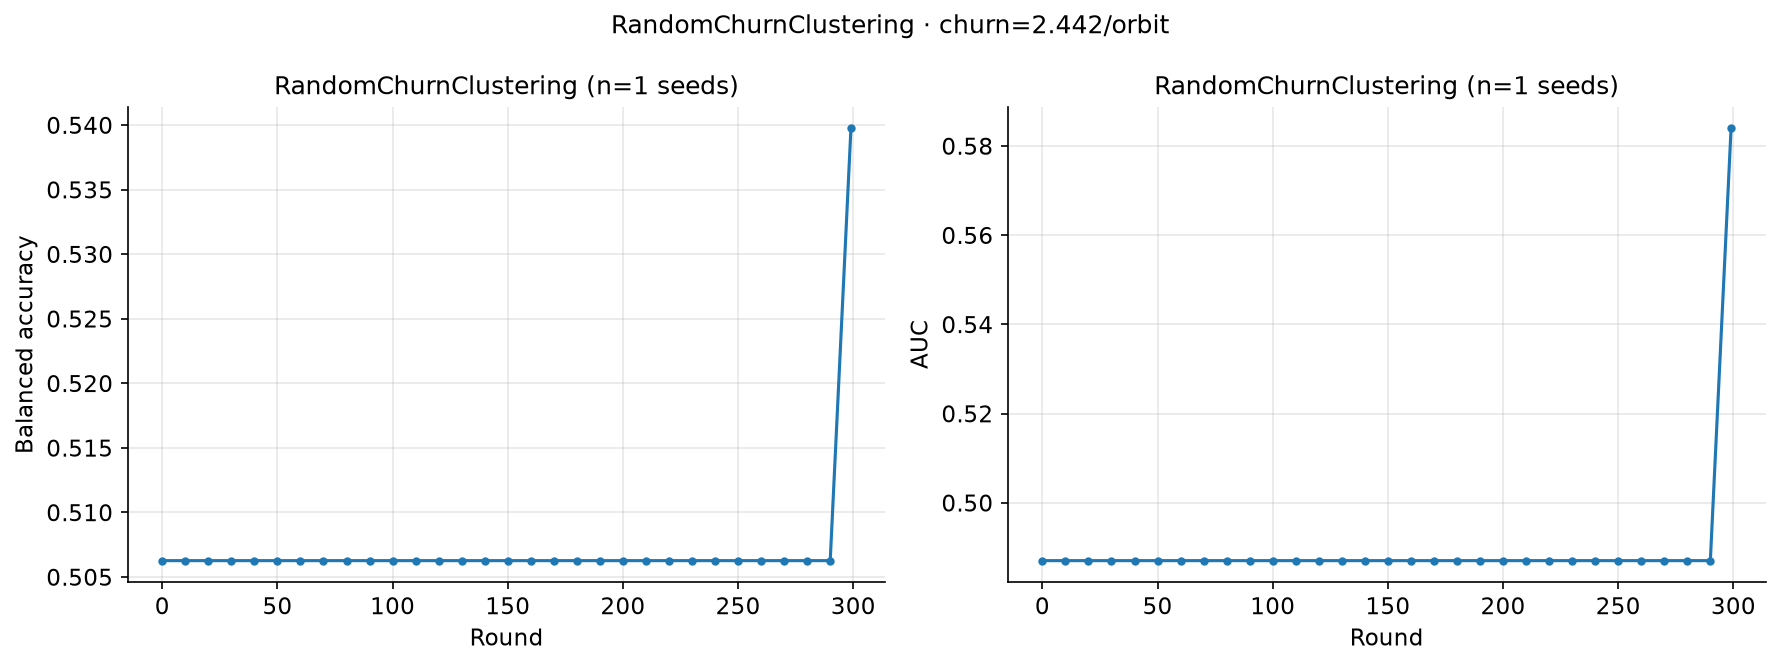 RandomChurnClustering · churn=2.442/orbit
RandomChurnClustering (n=1 seeds)
0.540
0.535
0.530
0.525
0.520
0.515
0.510
0.505
Balanced accuracy
0 50 100 150 200 250 300
Round
RandomChurnClustering (n=1 seeds)
0.58
0.56
0.54
0.52
0.50
AUC
0 50 100 150 200 250 300
Round